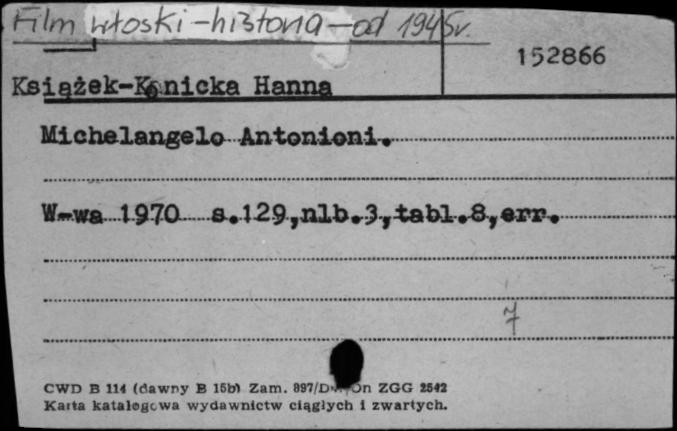 Film włoski – historia – od 1945r.
152866
Książek-Konicka Hanna
Michelangelo Antonioni.
W-wa 1970 s.129,nlb.3,tabl.8,err.
7
CWD B 114 (dawny B 15b) Zam. 897/D ZGG 2542
Karta katalogowa wydawnictw ciągłych i zwartych.